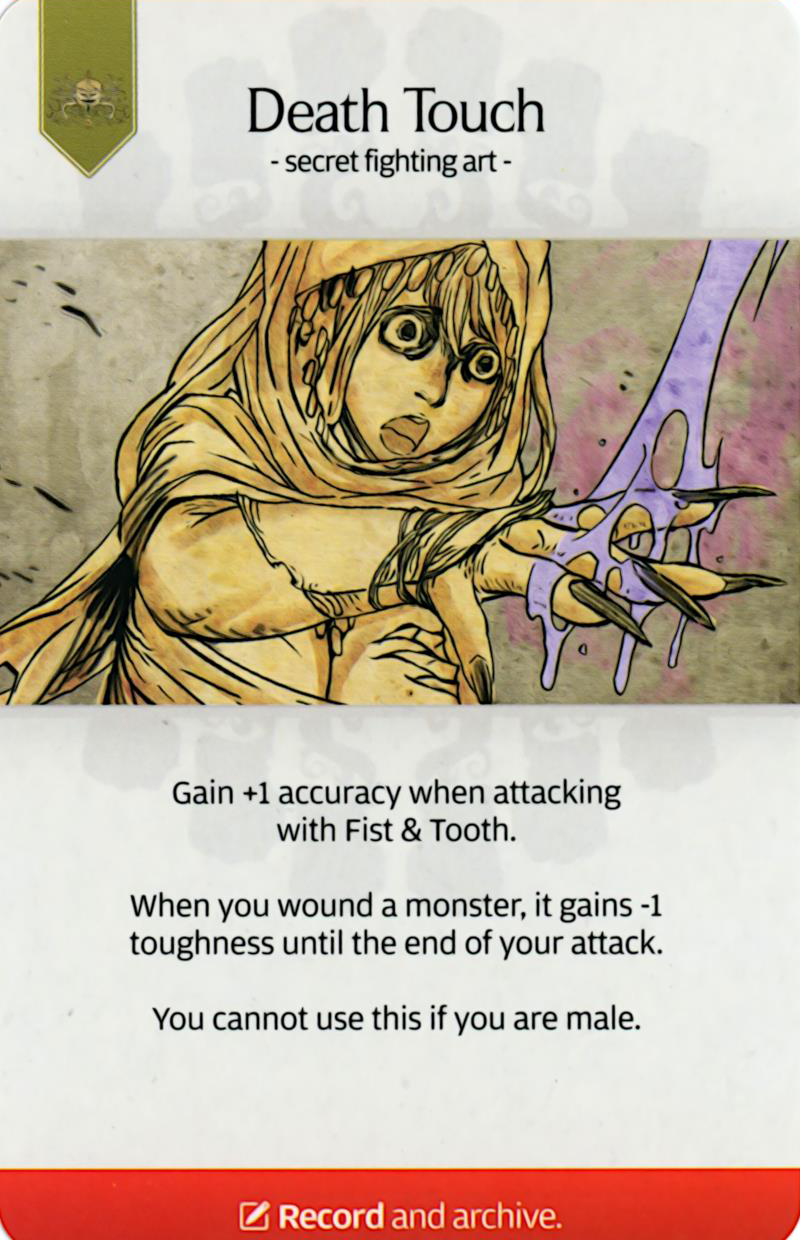 Death Touch
- secret fighting art -
Gain +1 accuracy when attacking
with Fist & Tooth.
When you wound a monster, it gains -1
toughness until the end of your attack.
You cannot use this if you are male.
Record and archive.